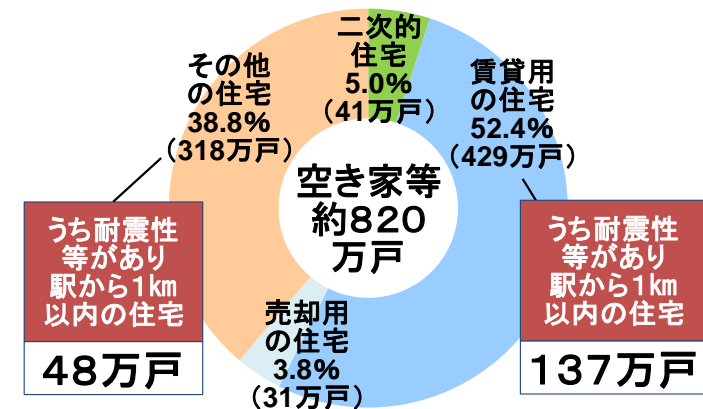 二次的
住宅
5.0%
（41万戸）
賃貸用
の住宅
52.4%
（429万戸）
その他
の住宅
38.8%
（318万戸）
空き家等
約820
万戸
うち耐震性
等があり
駅から1㎞
以内の住宅
48万戸
うち耐震性
等があり
駅から1㎞
以内の住宅
137万戸
売却用
の住宅
3.8%
（31万戸）